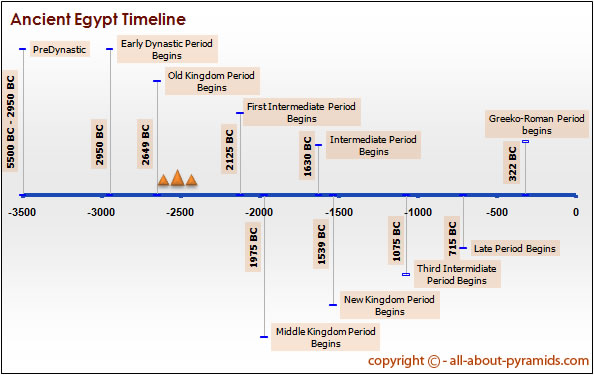 Ancient Egypt Timeline
PreDynastic
5500 BC - 2950 BC
Early Dynastic Period
Begins
2950 BC
Old Kingdom Period
Begins
2649 BC
First Intermediate Period
Begins
2125 BC
Intermediate Period
Begins
1630 BC
Greeko-Roman Period
begins
322 BC
-3500 -3000 -2500 -2000 -1500 -1000 -500 0
1975 BC
Middle Kingdom Period
Begins
1539 BC
New Kingdom Period
Begins
1075 BC
Third Intermidiate
Period Begins
715 BC
Late Period Begins
copyright © - all-about-pyramids.com